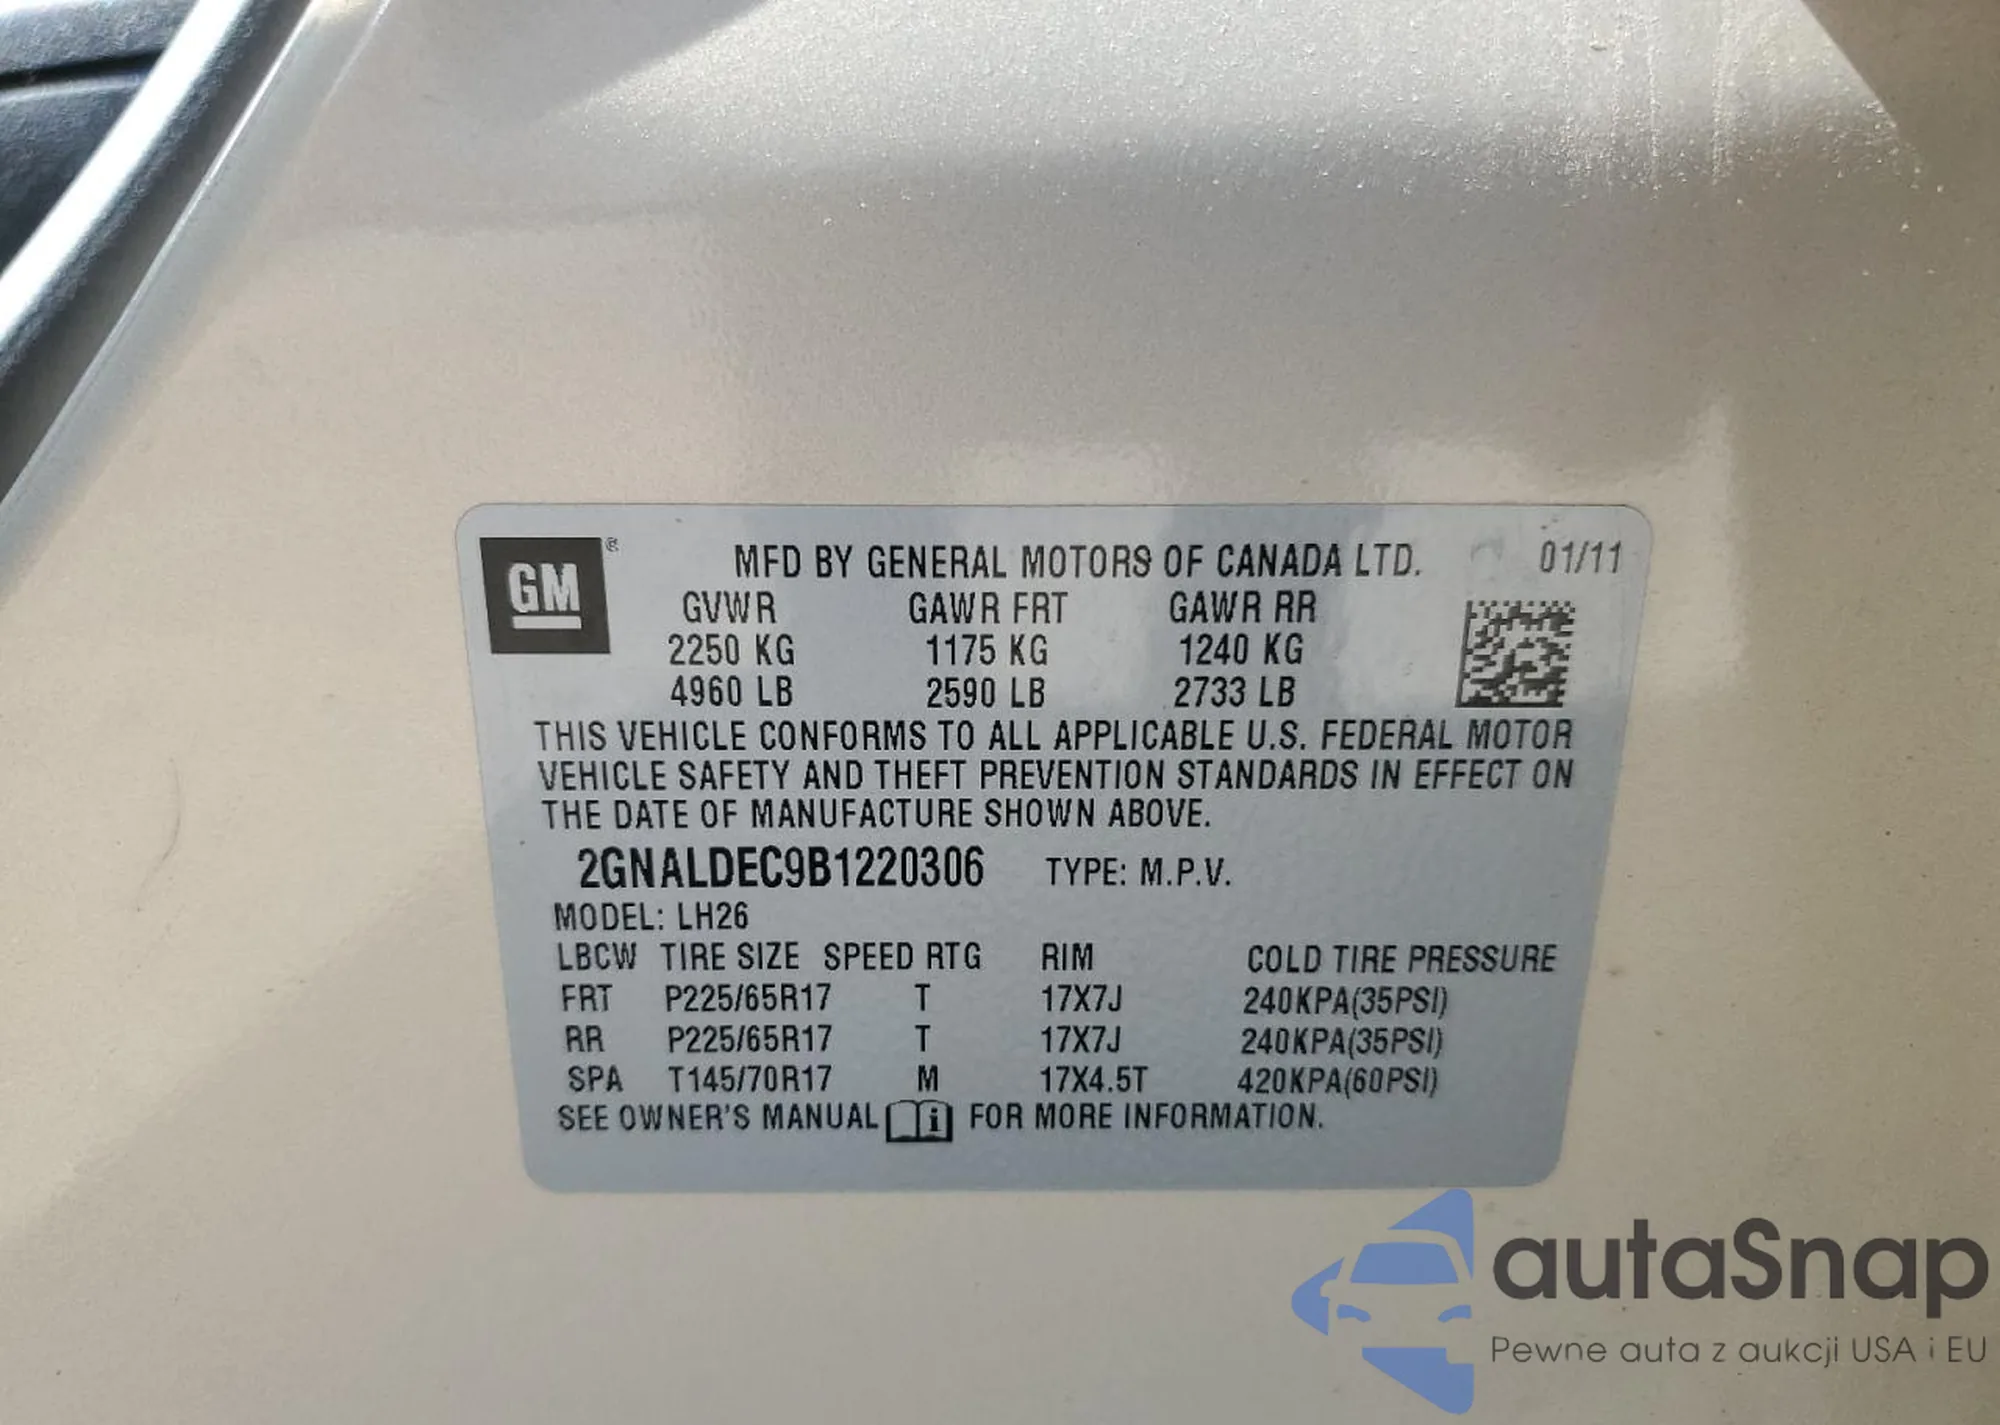 GM ® MFD BY GENERAL MOTORS OF CANADA LTD. 01/11
GVWR GAWR FRT GAWR RR
2250 KG 1175 KG 1240 KG
4960 LB 2590 LB 2733 LB
THIS VEHICLE CONFORMS TO ALL APPLICABLE U.S. FEDERAL MOTOR
VEHICLE SAFETY AND THEFT PREVENTION STANDARDS IN EFFECT ON
THE DATE OF MANUFACTURE SHOWN ABOVE.
2GNALDEC9B1220306 TYPE: M.P.V.
MODEL: LH26
LBCW TIRE SIZE SPEED RTG RIM COLD TIRE PRESSURE
FRT P225/65R17 T 17X7J 240KPA(35PSI)
RR P225/65R17 T 17X7J 240KPA(35PSI)
SPA T145/70R17 M 17X4.5T 420KPA(60PSI)
SEE OWNER'S MANUAL i FOR MORE INFORMATION.
autaSnap
Pewne auta z aukcji USA i EU